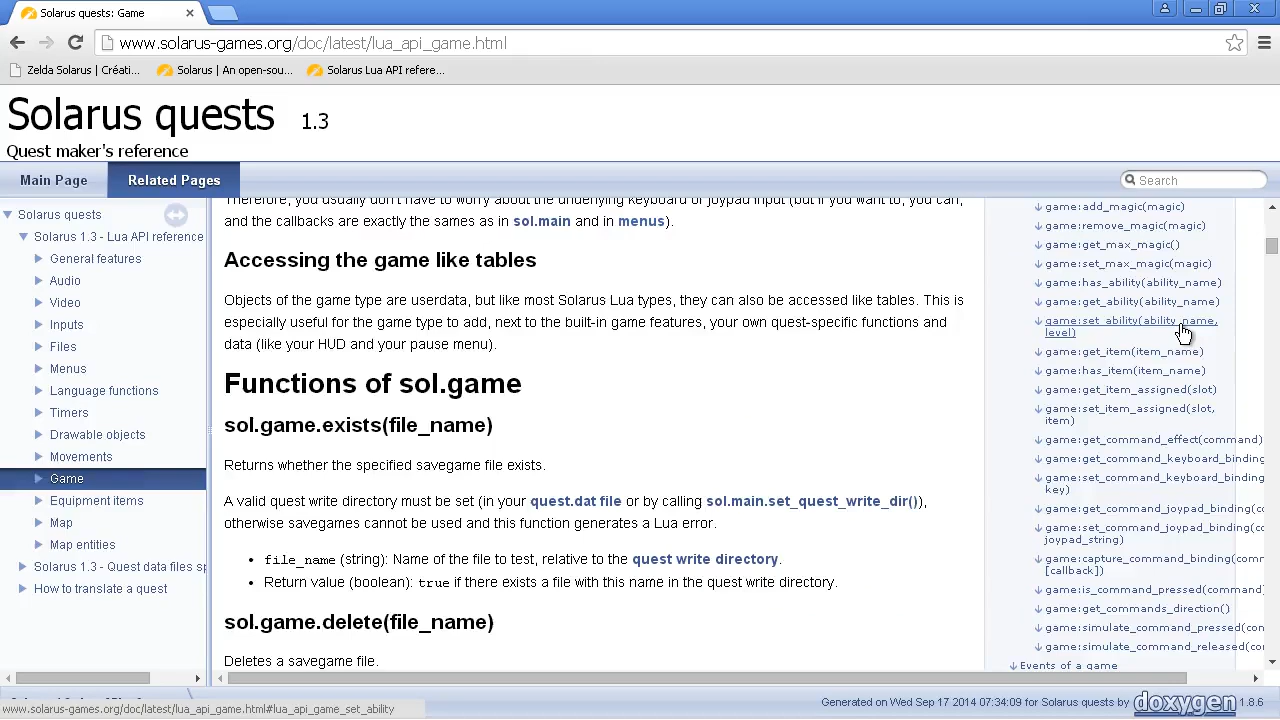 Solarus quests: Game
www.solarus-games.org/doc/latest/lua_api_game.html
Zelda Solarus | Créati...
Solarus | An open-sou...
Solarus Lua API refere...
Solarus quests 1.3
Quest maker's reference
Main Page
Related Pages
Search
Solarus quests
Solarus 1.3 - Lua API reference
General features
Audio
Video
Inputs
Files
Menus
Language functions
Timers
Drawable objects
Movements
Game
Equipment items
Map
Map entities
Solarus 1.3 - Quest data files
How to translate a quest
Therefore, you usually don't have to worry about the underlying keyboard or joypad input (but if you want to, you can,
and the callbacks are exactly the sames as in sol.main and in menus).
Accessing the game like tables
Objects of the game type are userdata, but like most Solarus Lua types, they can also be accessed like tables. This is
especially useful for the game type to add, next to the built-in game features, your own quest-specific functions and
data (like your HUD and your pause menu).
Functions of sol.game
sol.game.exists(file_name)
Returns whether the specified savegame file exists.
A valid quest write directory must be set (in your quest.dat file or by calling sol.main.set_quest_write_dir()),
otherwise savegames cannot be used and this function generates a Lua error.
• file_name (string): Name of the file to test, relative to the quest write directory.
• Return value (boolean): true if there exists a file with this name in the quest write directory.
sol.game.delete(file_name)
Deletes a savegame file.
game:add_magic(magic)
game:remove_magic(magic)
game:get_max_magic()
game:set_max_magic(magic)
game:has_ability(ability_name)
game:get_ability(ability_name)
game:set_ability(ability_name,
level)
game:get_item(item_name)
game:has_item(item_name)
game:get_item_assigned(slot)
game:set_item_assigned(slot,
item)
game:get_command_effect(command)
game:get_command_keyboard_binding
game:set_command_keyboard_binding
key)
game:get_command_joypad_binding(co
game:set_command_joypad_binding(co
joypad_string)
game:capture_command_binding(comm
[callback])
game:is_command_pressed(command)
game:get_commands_direction()
game:simulate_command_pressed(con
game:simulate_command_released(con
Events of a game
www.solarus-games.org/doc/latest/lua_api_game.html#lua_api_game_set_ability
Generated on Wed Sep 17 2014 07:34:09 for Solarus quests by doxygen 1.8.6